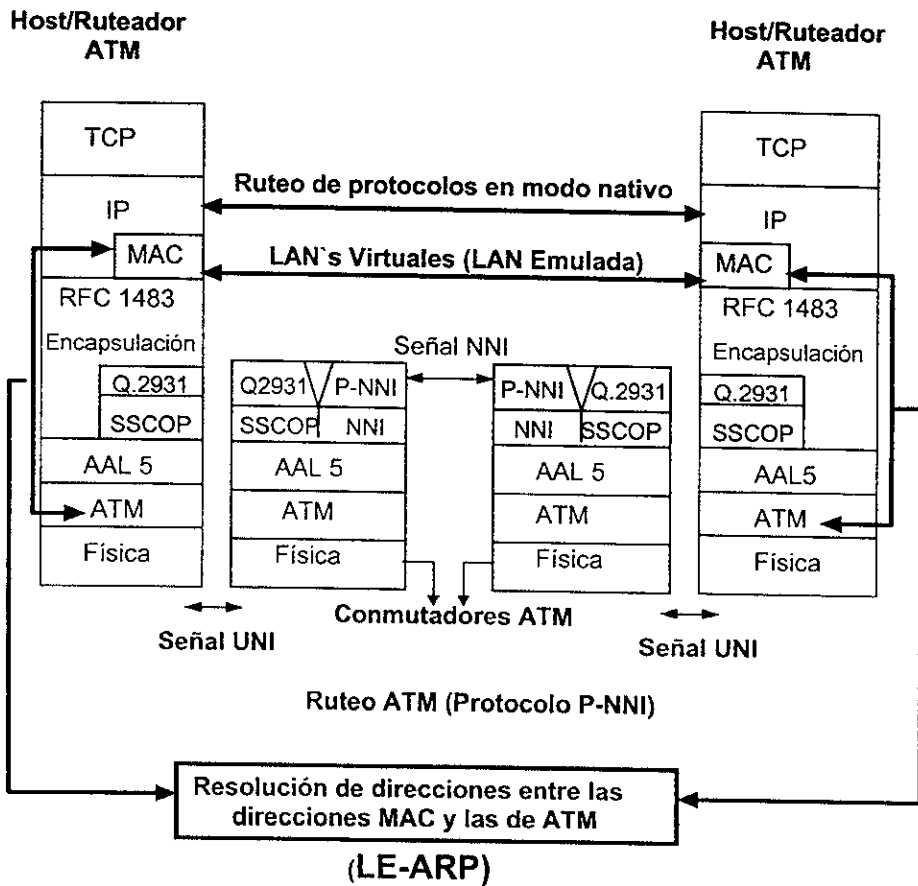 Host/Ruteador
ATM
Host/Ruteador
ATM
TCP
IP
MAC
RFC 1483
Encapsulación
Q.2931
SSCOP
AAL 5
ATM
Física
Ruteo de protocolos en modo nativo
LAN`s Virtuales (LAN Emulada)
Señal NNI
Q2931
P-NNI
SSCOP
NNI
AAL 5
ATM
Física
P-NNI
Q.2931
NNI
SSCOP
AAL 5
ATM
Física
TCP
IP
MAC
RFC 1483
Encapsulación
Q.2931
SSCOP
AAL5
ATM
Física
Conmutadores ATM
Señal UNI
Señal UNI
Ruteo ATM (Protocolo P-NNI)
Resolución de direcciones entre las
direcciones MAC y las de ATM
(LE-ARP)